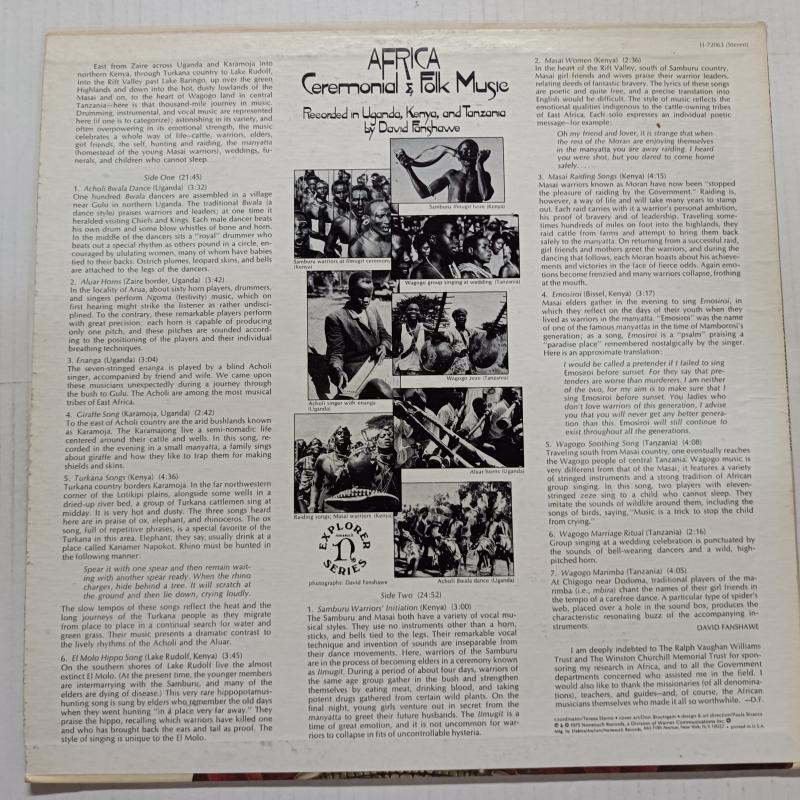 H-72063 (Stereo)
AFRICA
Ceremonial & Folk Music
Recorded in Uganda, Kenya, and Tanzania
by David Fanshawe
East from Zaire across Uganda and Karamoja into
northern Kenya, through Turkana country to Lake Rudolf,
into the Rift Valley past Lake Baringo, up over the green
Highlands and down into the hot, dusty lowlands of the
Masai and on, to the heart of Wagogo land in central
Tanzania—here is that thousand-mile journey in music.
Drumming, instrumental, and vocal music are represented
here (if one is to categorize); astonishing in its variety, and
often overpowering in its emotional strength, the music
celebrates a whole way of life—cattle, warriors, elders,
girl friends, the self, hunting and raiding, the manyatta
(homestead of the young Masai warriors), weddings, fu-
nerals, and children who cannot sleep.
Side One (21:45)
1. Acholi Bwala Dance (Uganda) (3:32)
One hundred Bwala dancers are assembled in a village
near Gulu in northern Uganda. The traditional Bwala (a
dance style) praises warriors and leaders; at one time it
heralded visiting Chiefs and Kings. Each male dancer beats
his own drum and some blow whistles of bone and horn.
In the middle of the dancers sits a "royal" drummer who
beats out a special rhythm as others pound in a circle, en-
couraged by ululating women, many of whom have babies
tied to their backs. Ostrich plumes, leopard skins, and bells
are attached to the legs of the dancers.
2. Aluar Horns (Zaire border, Uganda) (3:42)
In the locality of Arua, about sixty horn players, drummers,
and singers perform Ngoma (festivity) music, which on
first hearing might strike the listener as rather undisci-
plined. To the contrary, these remarkable players perform
with great precision: each horn is capable of producing
only one pitch, and these pitches are sounded accord-
ing to the positioning of the players and their individual
breathing techniques.
3. Enanga (Uganda) (3:04)
The seven-stringed enanga is played by a blind Acholi
singer, accompanied by friend and wife. We came upon
these musicians unexpectedly during a journey through
the bush to Gulu. The Acholi are among the most musical
tribes of East Africa.
4. Giraffe Song (Karamoja, Uganda) (2:42)
To the east of Acholi country are the arid bushlands known
as Karamoja. The Karamajong live a semi-nomadic life
centered around their cattle and wells. In this song, re-
corded in the evening in a small manyatta, a family sings
about giraffe and how they like to trap them for making
shields and skins.
5. Turkana Songs (Kenya) (4:36)
Turkana country borders Karamoja. In the far northwestern
corner of the Lotikipi plains, alongside some wells in a
dried-up river bed, a group of Turkana cattlemen sing at
midday. It is very hot and dusty. The three songs heard
here are in praise of ox, elephant, and rhinoceros. The ox
song, full of repetitive phrases, is a special favorite of the
Turkana in this area. Elephant, they say, usually drink at a
place called Kanamer Napokot. Rhino must be hunted in
the following manner:
Spear it with one spear and then remain wait-
ing with another spear ready. When the rhino
charges, hide behind a tree. It will scratch at
the ground and then lie down, crying loudly.
The slow tempos of these songs reflect the heat and the
long journeys of the Turkana people as they migrate
from place to place in a continual search for water and
green grass. Their music presents a dramatic contrast to
the lively rhythms of the Acholi and the Aluar.
6. El Molo Hippo Song (Lake Rudolf, Kenya) (3:45)
On the southern shores of Lake Rudolf live the almost
extinct El Molo. (At the present time, the younger members
are intermarrying with the Samburu, and many of the
elders are dying of disease.) This very rare hippopotamus-
hunting song is sung by elders who remember the old days
when they went hunting "in a place very far away." They
praise the hippo, recalling which warriors have killed one
and who has brought back the ears and tail as proof. The
style of singing is unique to the El Molo.
Samburu Ilmugit horn (Kenya)
Samburu warriors at Ilmugit ceremony
(Kenya)
Wagogo group singing at wedding (Tanzania)
Wagogo zeze (Tanzania)
Acholi singer with enanga
(Uganda)
Aluar horns (Uganda)
Raiding songs; Masai warriors (Kenya)
Acholi Bwala dance (Uganda)
EXPLORER
NONESUCH
SERIES
photographs: David Fanshawe
Side Two (24:52)
1. Samburu Warriors' Initiation (Kenya) (3:00)
The Samburu and Masai both have a variety of vocal mu-
sical styles. They use no instruments other than a horn,
sticks, and bells tied to the legs. Their remarkable vocal
technique and invention of sounds are inseparable from
their dance movements. Here, warriors of the Samburu
are in the process of becoming elders in a ceremony known
as Ilmugit. During a period of about four days, warriors of
the same age group gather in the bush and strengthen
themselves by eating meat, drinking blood, and taking
potent drugs gathered from certain wild plants. On the
final night, young girls venture out in secret from the
manyatta to greet their future husbands. The Ilmugit is a
time of great emotion, and it is not uncommon for war-
riors to collapse in fits of uncontrollable hysteria.
2. Masai Women (Kenya) (2:36)
In the heart of the Rift Valley, south of Samburu country,
Masai girl friends and wives praise their warrior leaders,
relating deeds of fantastic bravery. The lyrics of these songs
are poetic and quite free, and a precise translation into
English would be difficult. The style of music reflects the
emotional qualities indigenous to the cattle-owning tribes
of East Africa. Each solo expresses an individual poetic
message—for example:
Oh my friend and lover, it is strange that when
the rest of the Moran are enjoying themselves
in the manyatta you are away raiding. I heard
you were shot, but you dared to come home
safely. . . . .
3. Masai Raiding Songs (Kenya) (4:15)
Masai warriors known as Moran have now been "stopped
the pleasure of raiding by the Government." Raiding is,
however, a way of life and will take many years to stamp
out. Each raid carries with it a warrior's personal ambition,
his proof of bravery and of leadership. Traveling some-
times hundreds of miles on foot into the highlands, they
raid cattle from farms and attempt to bring them back
safely to the manyatta. On returning from a successful raid,
girl friends and mothers greet the warriors, and during the
dancing that follows, each Moran boasts about his achieve-
ments and victories in the face of fierce odds. Again emo-
tions become frenzied and many warriors collapse, frothing
at the mouth.
4. Emosiroi (Bissel, Kenya) (3:17)
Masai elders gather in the evening to sing Emosiroi, in
which they reflect on the days of their youth when they
lived as warriors in the manyatta. "Emosiroi" was the name
of one of the famous manyattas in the time of Mamborosi's
generation; as a song, Emosiroi is a "psalm" praising a
"paradise place" remembered nostalgically by the singer.
Here is an approximate translation:
I would be called a pretender if I failed to sing
Emosiroi before sunset. For they say that pre-
tenders are worse than murderers. I am neither
of the two, for my aim is to make sure that I
sing Emosiroi before sunset. You ladies who
don't love warriors of this generation, I advise
you that you will never get any better genera-
tion than this. Emosiroi will still continue to
exist throughout all the generations.
5. Wagogo Soothing Song (Tanzania) (4:08)
Traveling south from Masai country, one eventually reaches
the Wagogo people of central Tanzania. Wagogo music is
very different from that of the Masai; it features a variety
of stringed instruments and a strong tradition of African
group singing. In this song, two players with eleven-
stringed zeze sing to a child who cannot sleep. They
imitate the sounds of wildlife around them, including the
songs of birds, saying, "Music is a trick to stop the child
from crying."
6. Wagogo Marriage Ritual (Tanzania) (2:16)
Group singing at a wedding celebration is punctuated by
the sounds of bell-wearing dancers and a wild, high-
pitched horn.
7. Wagogo Marimba (Tanzania) (4:05)
At Chigogo near Dodoma, traditional players of the ma-
rimba (i.e., mbira) chant the names of their girl friends in
the tempo of a carefree dance. A particular type of spider's
web, placed over a hole in the sound box, produces the
characteristic resonating buzz of the accompanying in-
struments.
DAVID FANSHAWE
I am deeply indebted to The Ralph Vaughan Williams
Trust and The Winston Churchill Memorial Trust for spon-
soring my research in Africa, and to all the Government
departments concerned who assisted me in the field. I
would also like to thank the missionaries (of all denomina-
tions), teachers, and guides—and, of course, the African
musicians themselves who made it all so worthwhile. —D.F.
coordinator/Teresa Sterne • cover art/Don Brautigam • design & art direction/Paula Bisacca
© & ℗ 1975 Nonesuch Records, a Division of Warner Communications Inc.
Mfg. by Elektra/Asylum/Nonesuch Records, 665 Fifth Avenue, New York, N.Y. 10022 • printed in U.S.A.